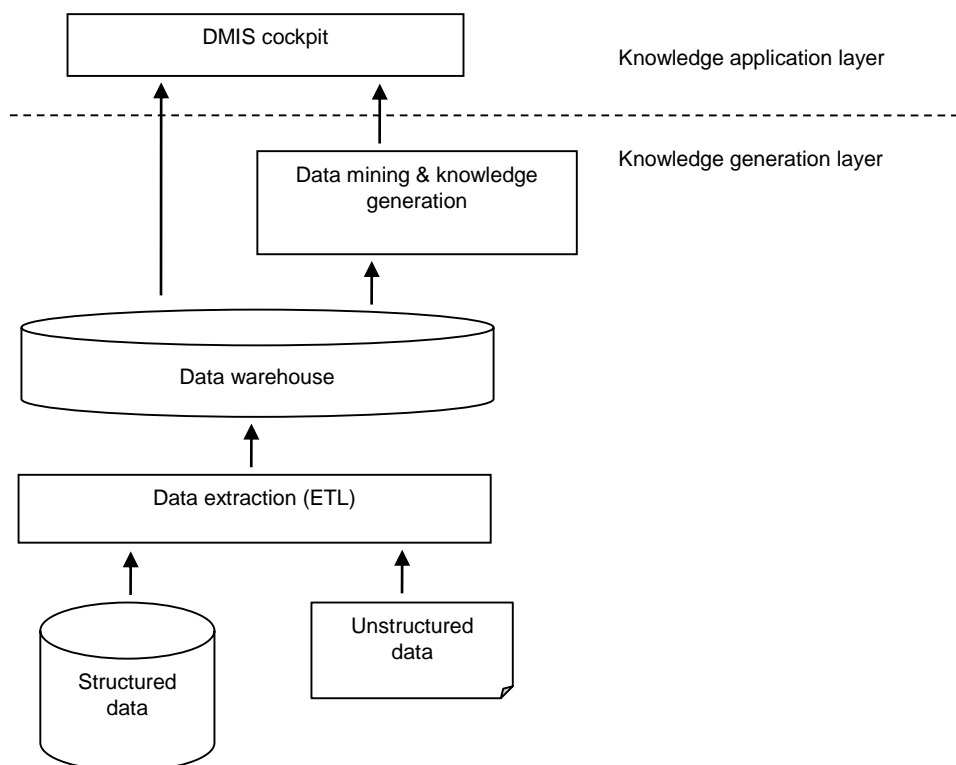 DMIS cockpit
Knowledge application layer
Knowledge generation layer
Data mining & knowledge
generation
Data warehouse
Data extraction (ETL)
Unstructured
data
Structured
data